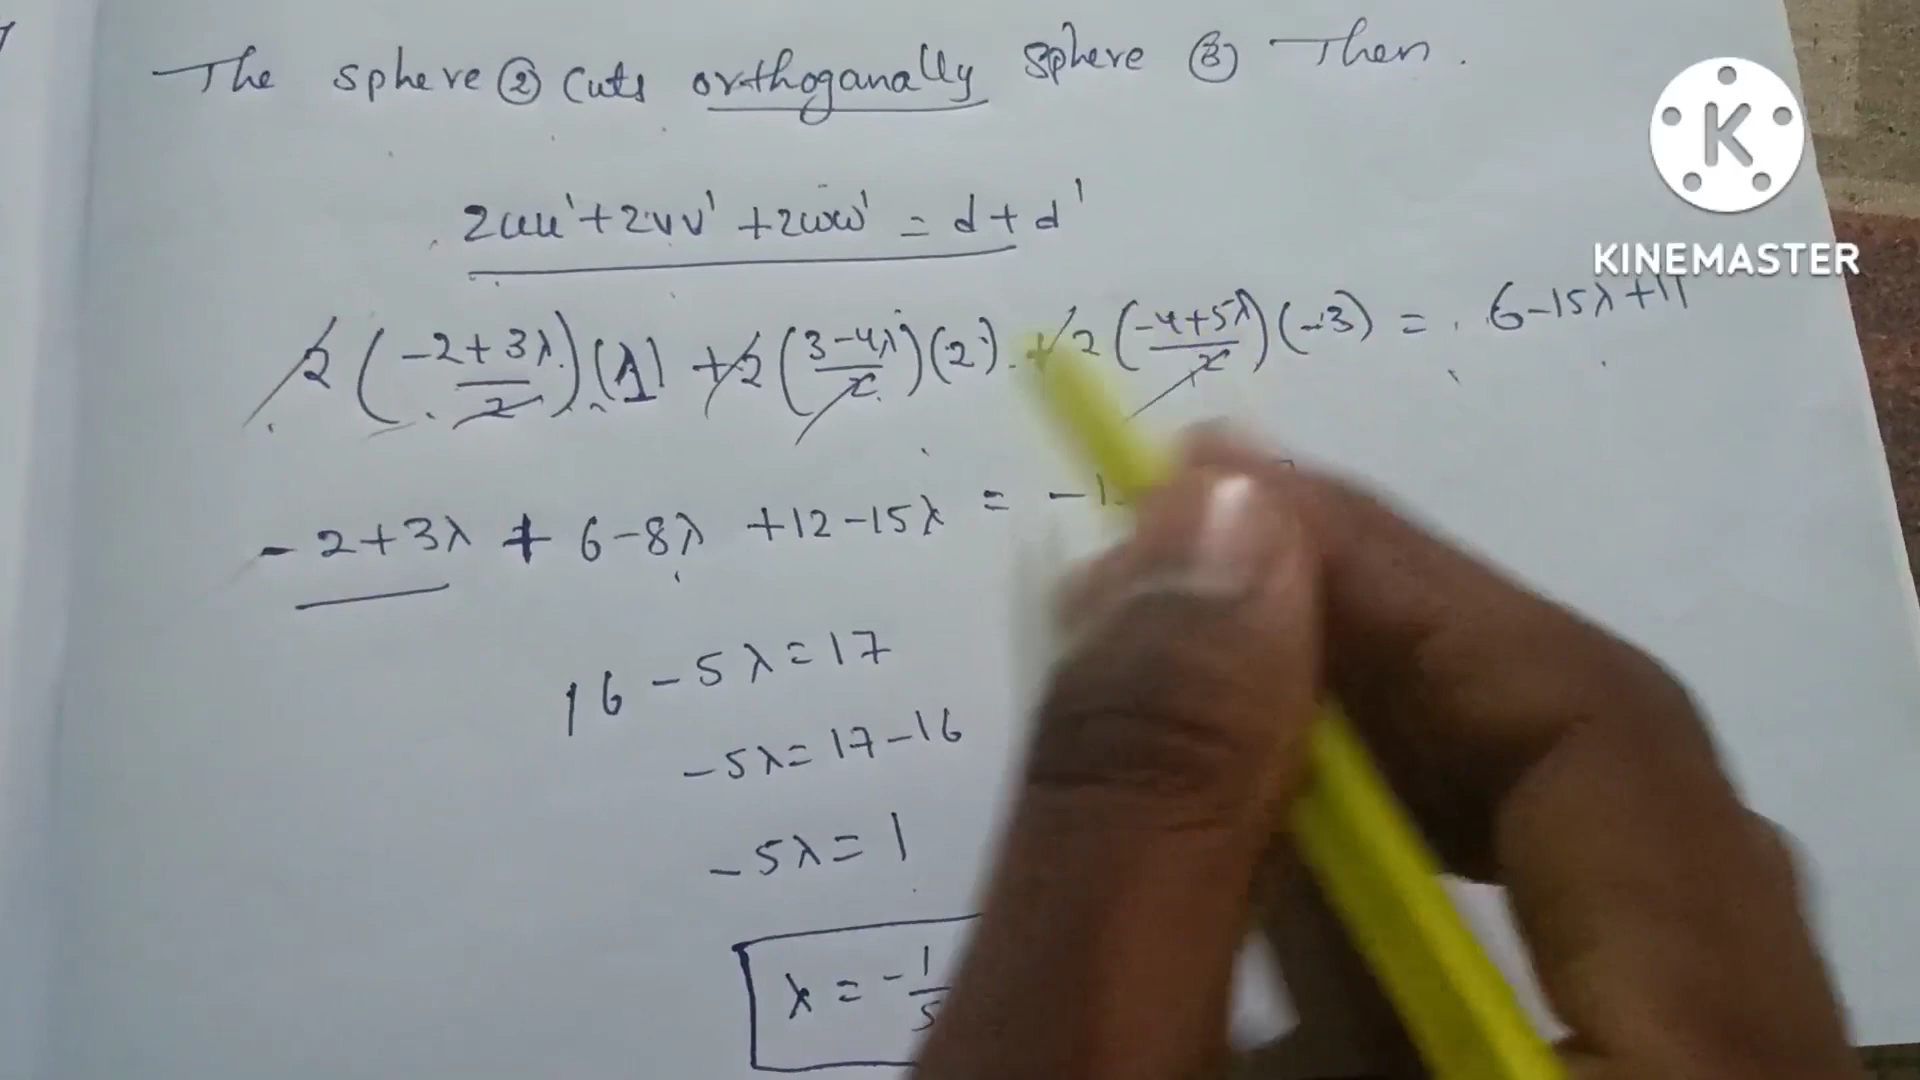 The sphere ② cuts orthoganally sphere ③ Then.
K
KINEMASTER
2uu'+2vv'+2ww' = d+d'
2(-2+3λ/2)(1) +2(3-4λ/2)(2) +2(-4+5λ/2)(-3) = 6-15λ+11
-2+3λ + 6-8λ +12-15λ = -1
16-5λ=17
-5λ=17-16
-5λ=1
λ=-1/5